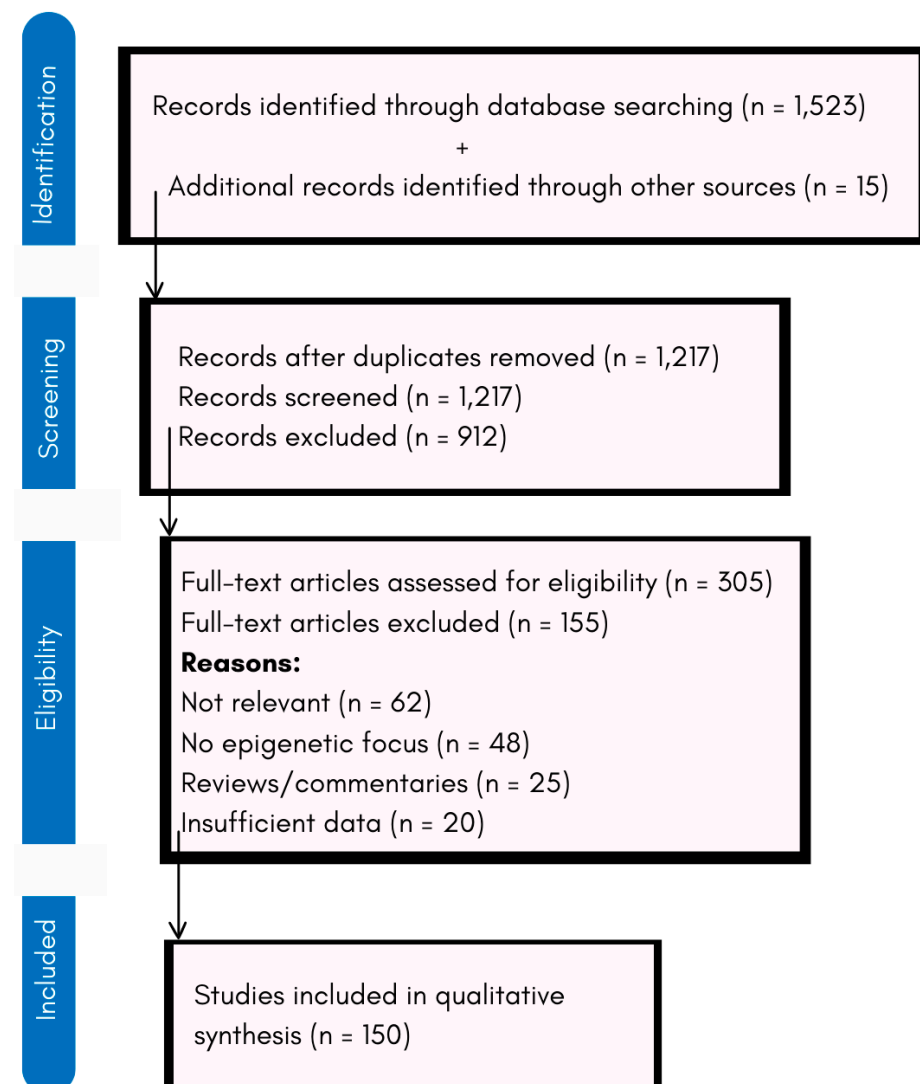 Identification
Records identified through database searching (n = 1,523)
+
Additional records identified through other sources (n = 15)
Screening
Records after duplicates removed (n = 1,217)
Records screened (n = 1,217)
Records excluded (n = 912)
Eligibility
Full-text articles assessed for eligibility (n = 305)
Full-text articles excluded (n = 155)
Reasons:
Not relevant (n = 62)
No epigenetic focus (n = 48)
Reviews/commentaries (n = 25)
Insufficient data (n = 20)
Included
Studies included in qualitative
synthesis (n = 150)